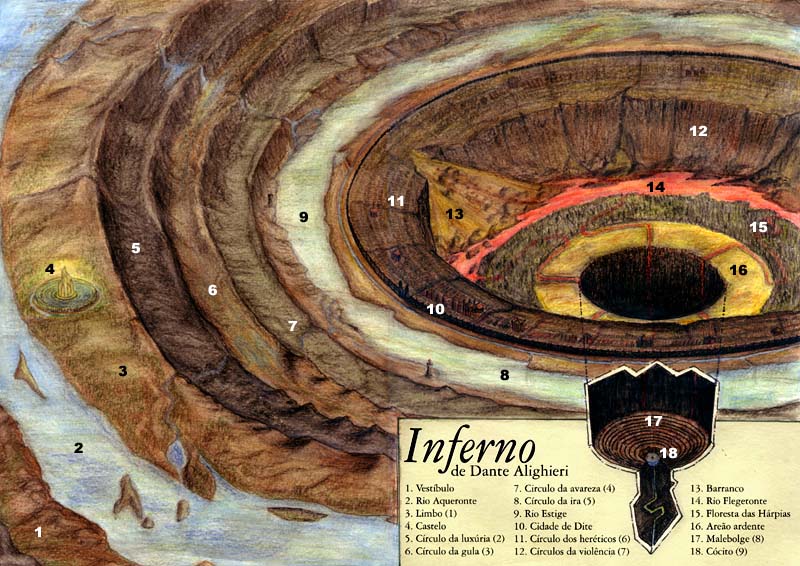 12
14
11
13
15
9
5
4
16
6
10
7
3
8
2
17
18
1
Inferno
de Dante Alighieri
1. Vestíbulo
2. Rio Aqueronte
3. Limbo (1)
4. Castelo
5. Círculo da luxúria (2)
6. Círculo da gula (3)
7. Círculo da avareza (4)
8. Círculo da ira (5)
9. Rio Estige
10. Cidade de Dite
11. Círculo dos heréticos (6)
12. Círculos da violência (7)
13. Barranco
14. Rio Flegetonte
15. Floresta das Hárpias
16. Areão ardente
17. Malebolge (8)
18. Cócito (9)